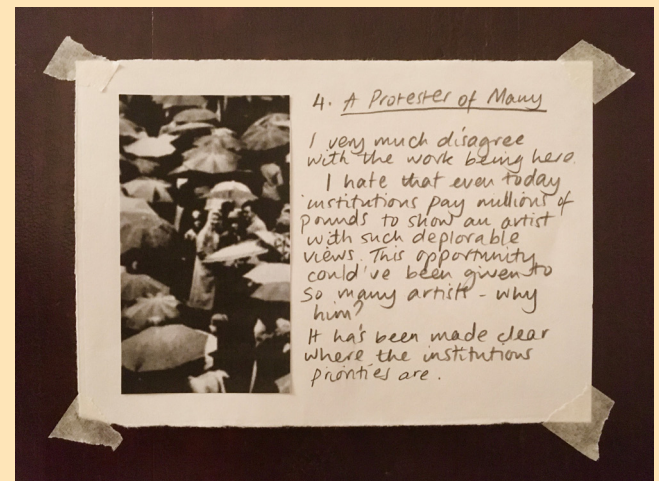 4. A Protester of Many
I very much disagree
with the work being here.
I hate that even today
institutions pay millions of
pounds to show an artist
with such deplorable
views. This opportunity
could've been given to
so many artists - why
him?
It has been made clear
where the institutions
priorities are.